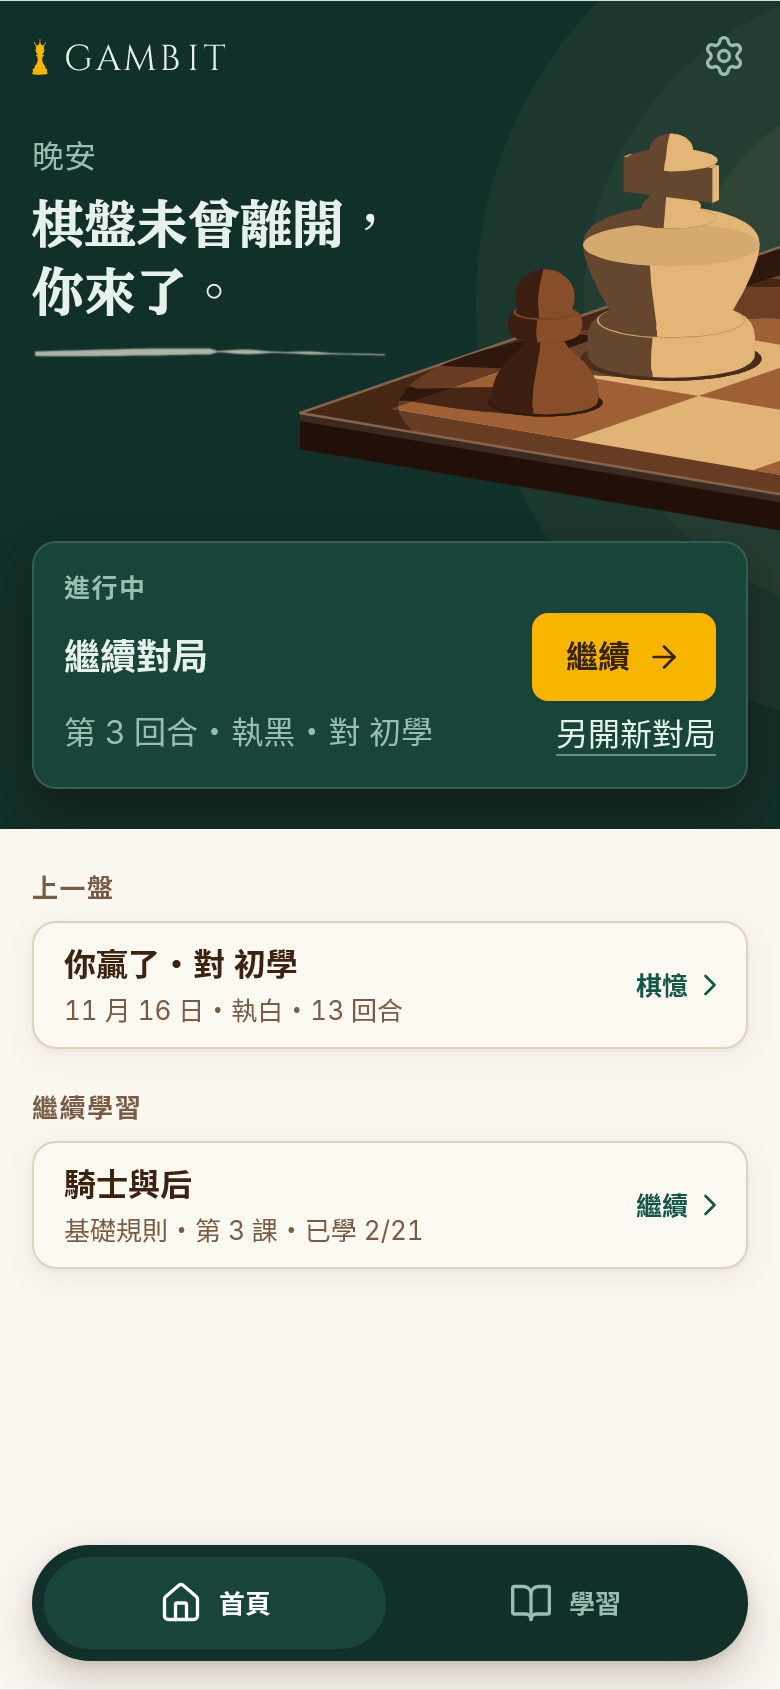 GAMBIT
晚安
棋盤未曾離開，
你來了。
進行中
繼續對局
繼續
第 3 回合・執黑・對 初學
另開新對局
上一盤
你贏了・對 初學
11 月 16 日・執白・13 回合
棋憶
繼續學習
騎士與后
基礎規則・第 3 課・已學 2/21
繼續
首頁
學習